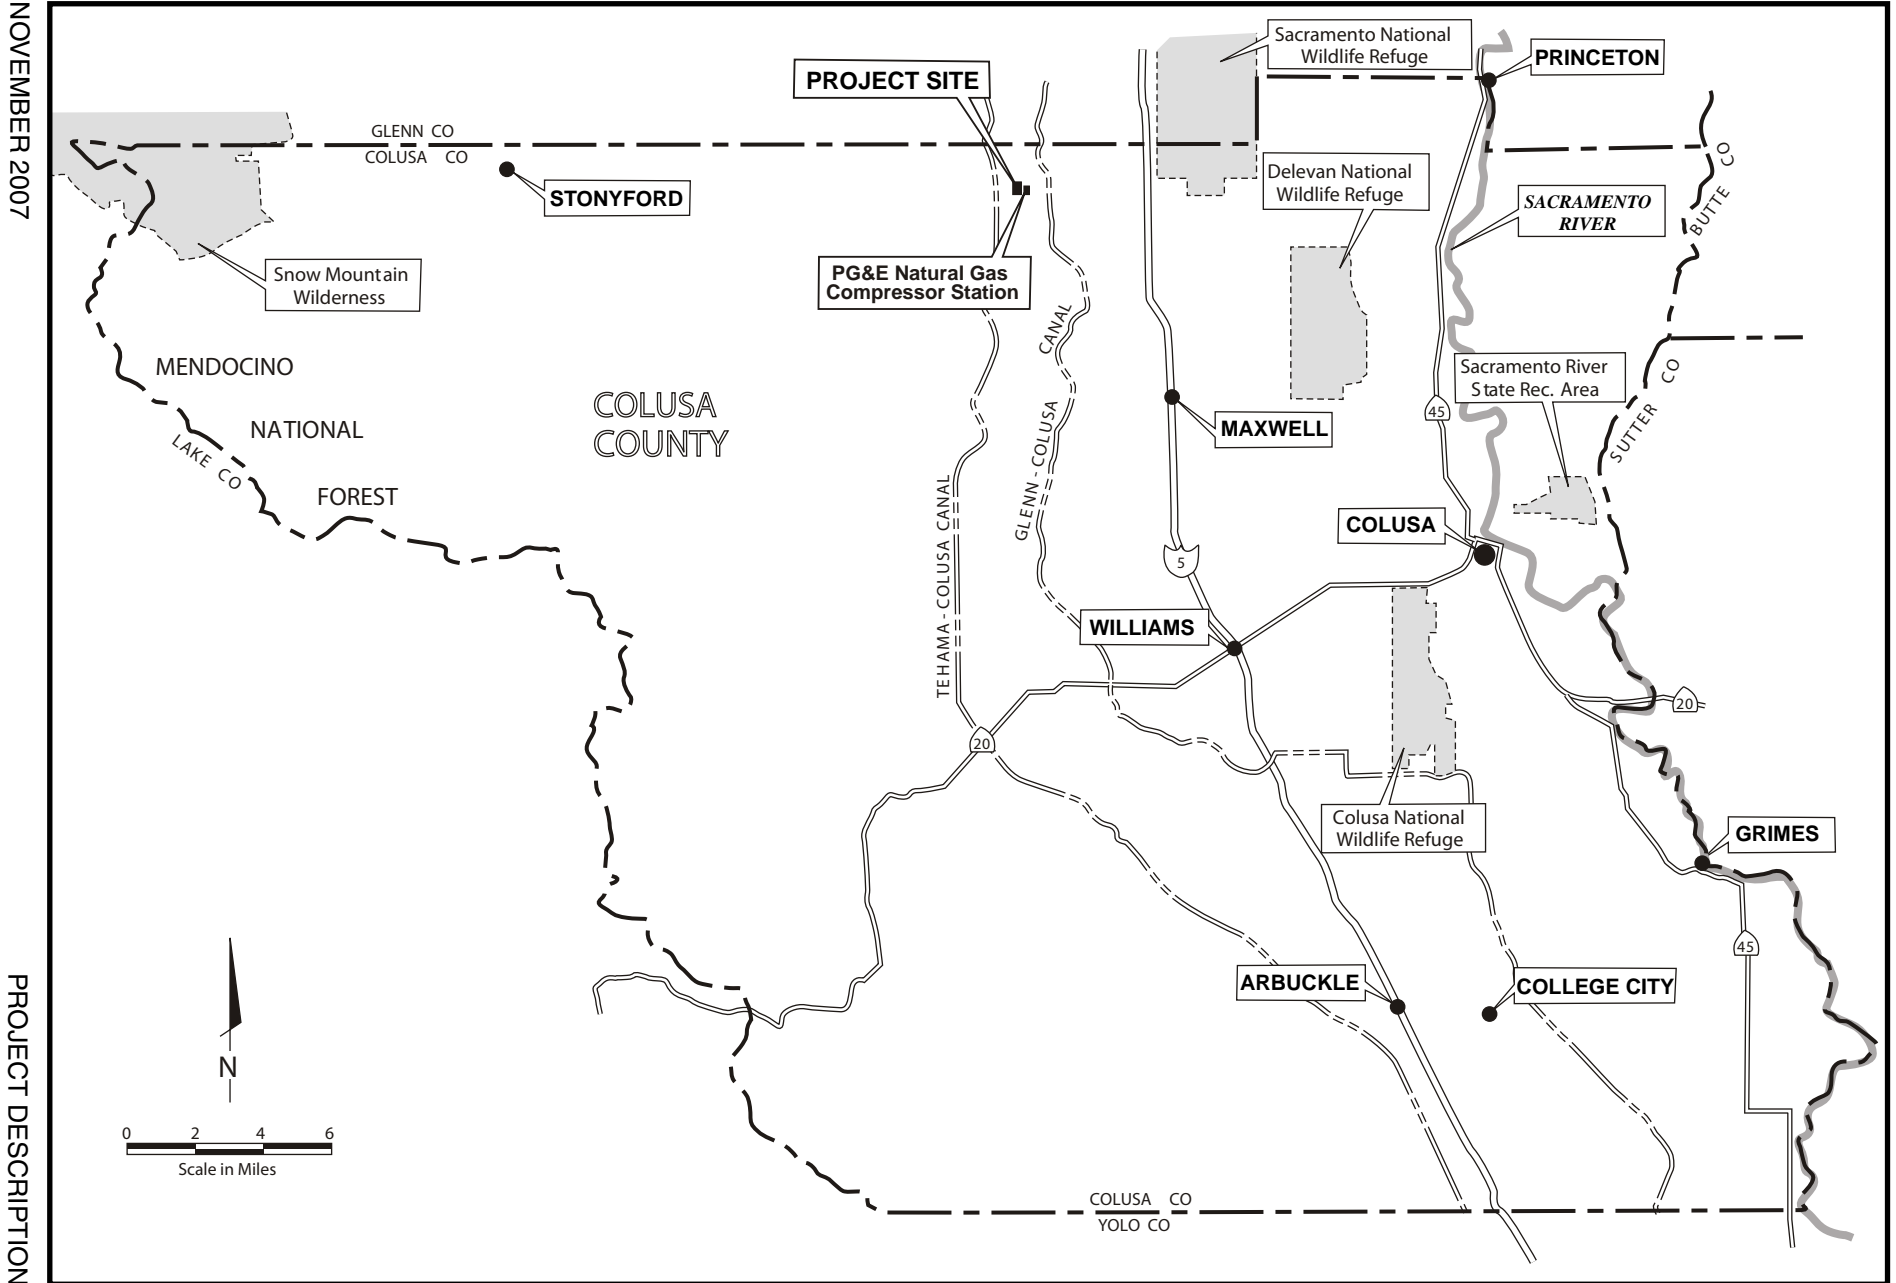 NOVEMBER 2007
PROJECT DESCRIPTION
Sacramento National
Wildlife Refuge
PRINCETON
PROJECT SITE
GLENN CO
COLUSA CO
STONYFORD
Delevan National
Wildlife Refuge
SACRAMENTO
RIVER
BUTTE CO
Snow Mountain
Wilderness
PG&E Natural Gas
Compressor Station
MENDOCINO
NATIONAL
FOREST
LAKE CO
COLUSA
COUNTY
GLENN - COLUSA CANAL
TEHAMA - COLUSA CANAL
Sacramento River
State Rec. Area
SUTTER CO
45
MAXWELL
COLUSA
5
WILLIAMS
20
20
Colusa National
Wildlife Refuge
GRIMES
45
ARBUCKLE
COLLEGE CITY
N
0 2 4 6
Scale in Miles
COLUSA CO
YOLO CO